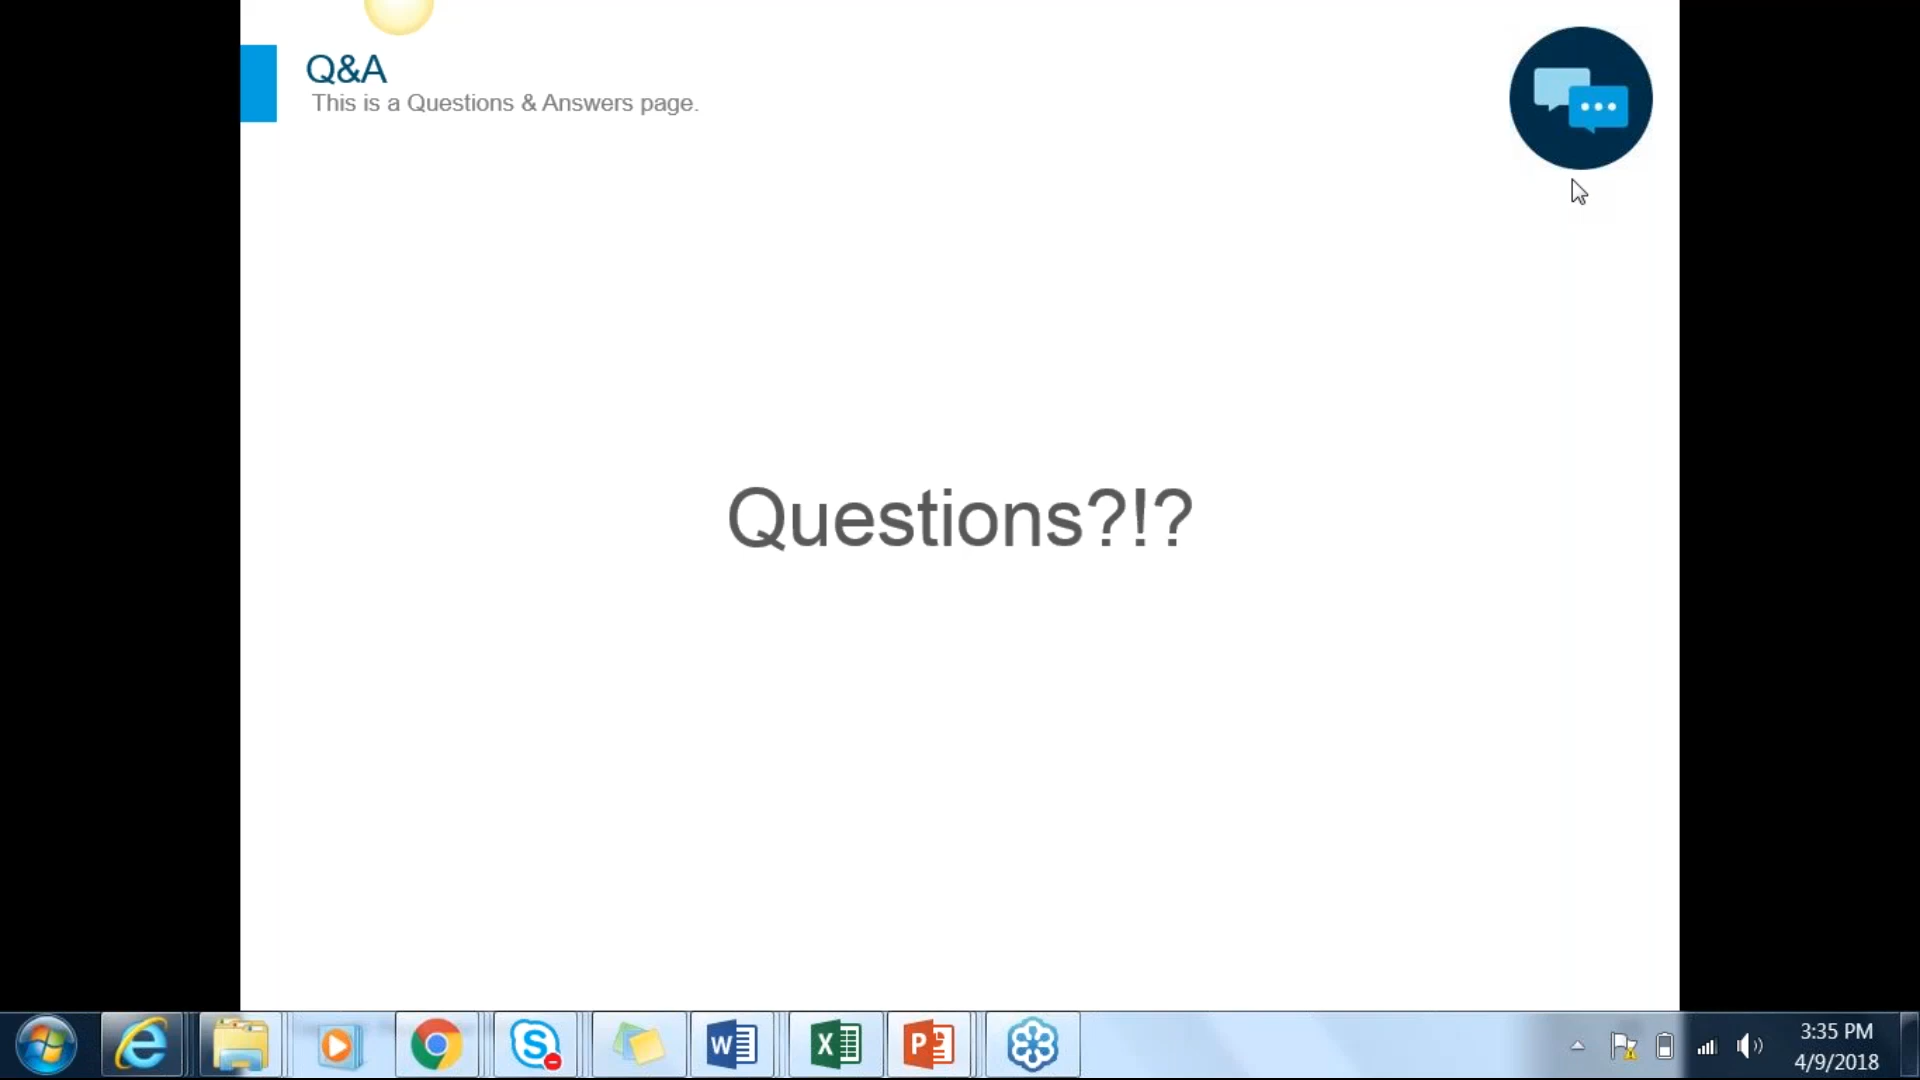 Q&A
This is a Questions & Answers page.
Questions?!?
3:35 PM
4/9/2018